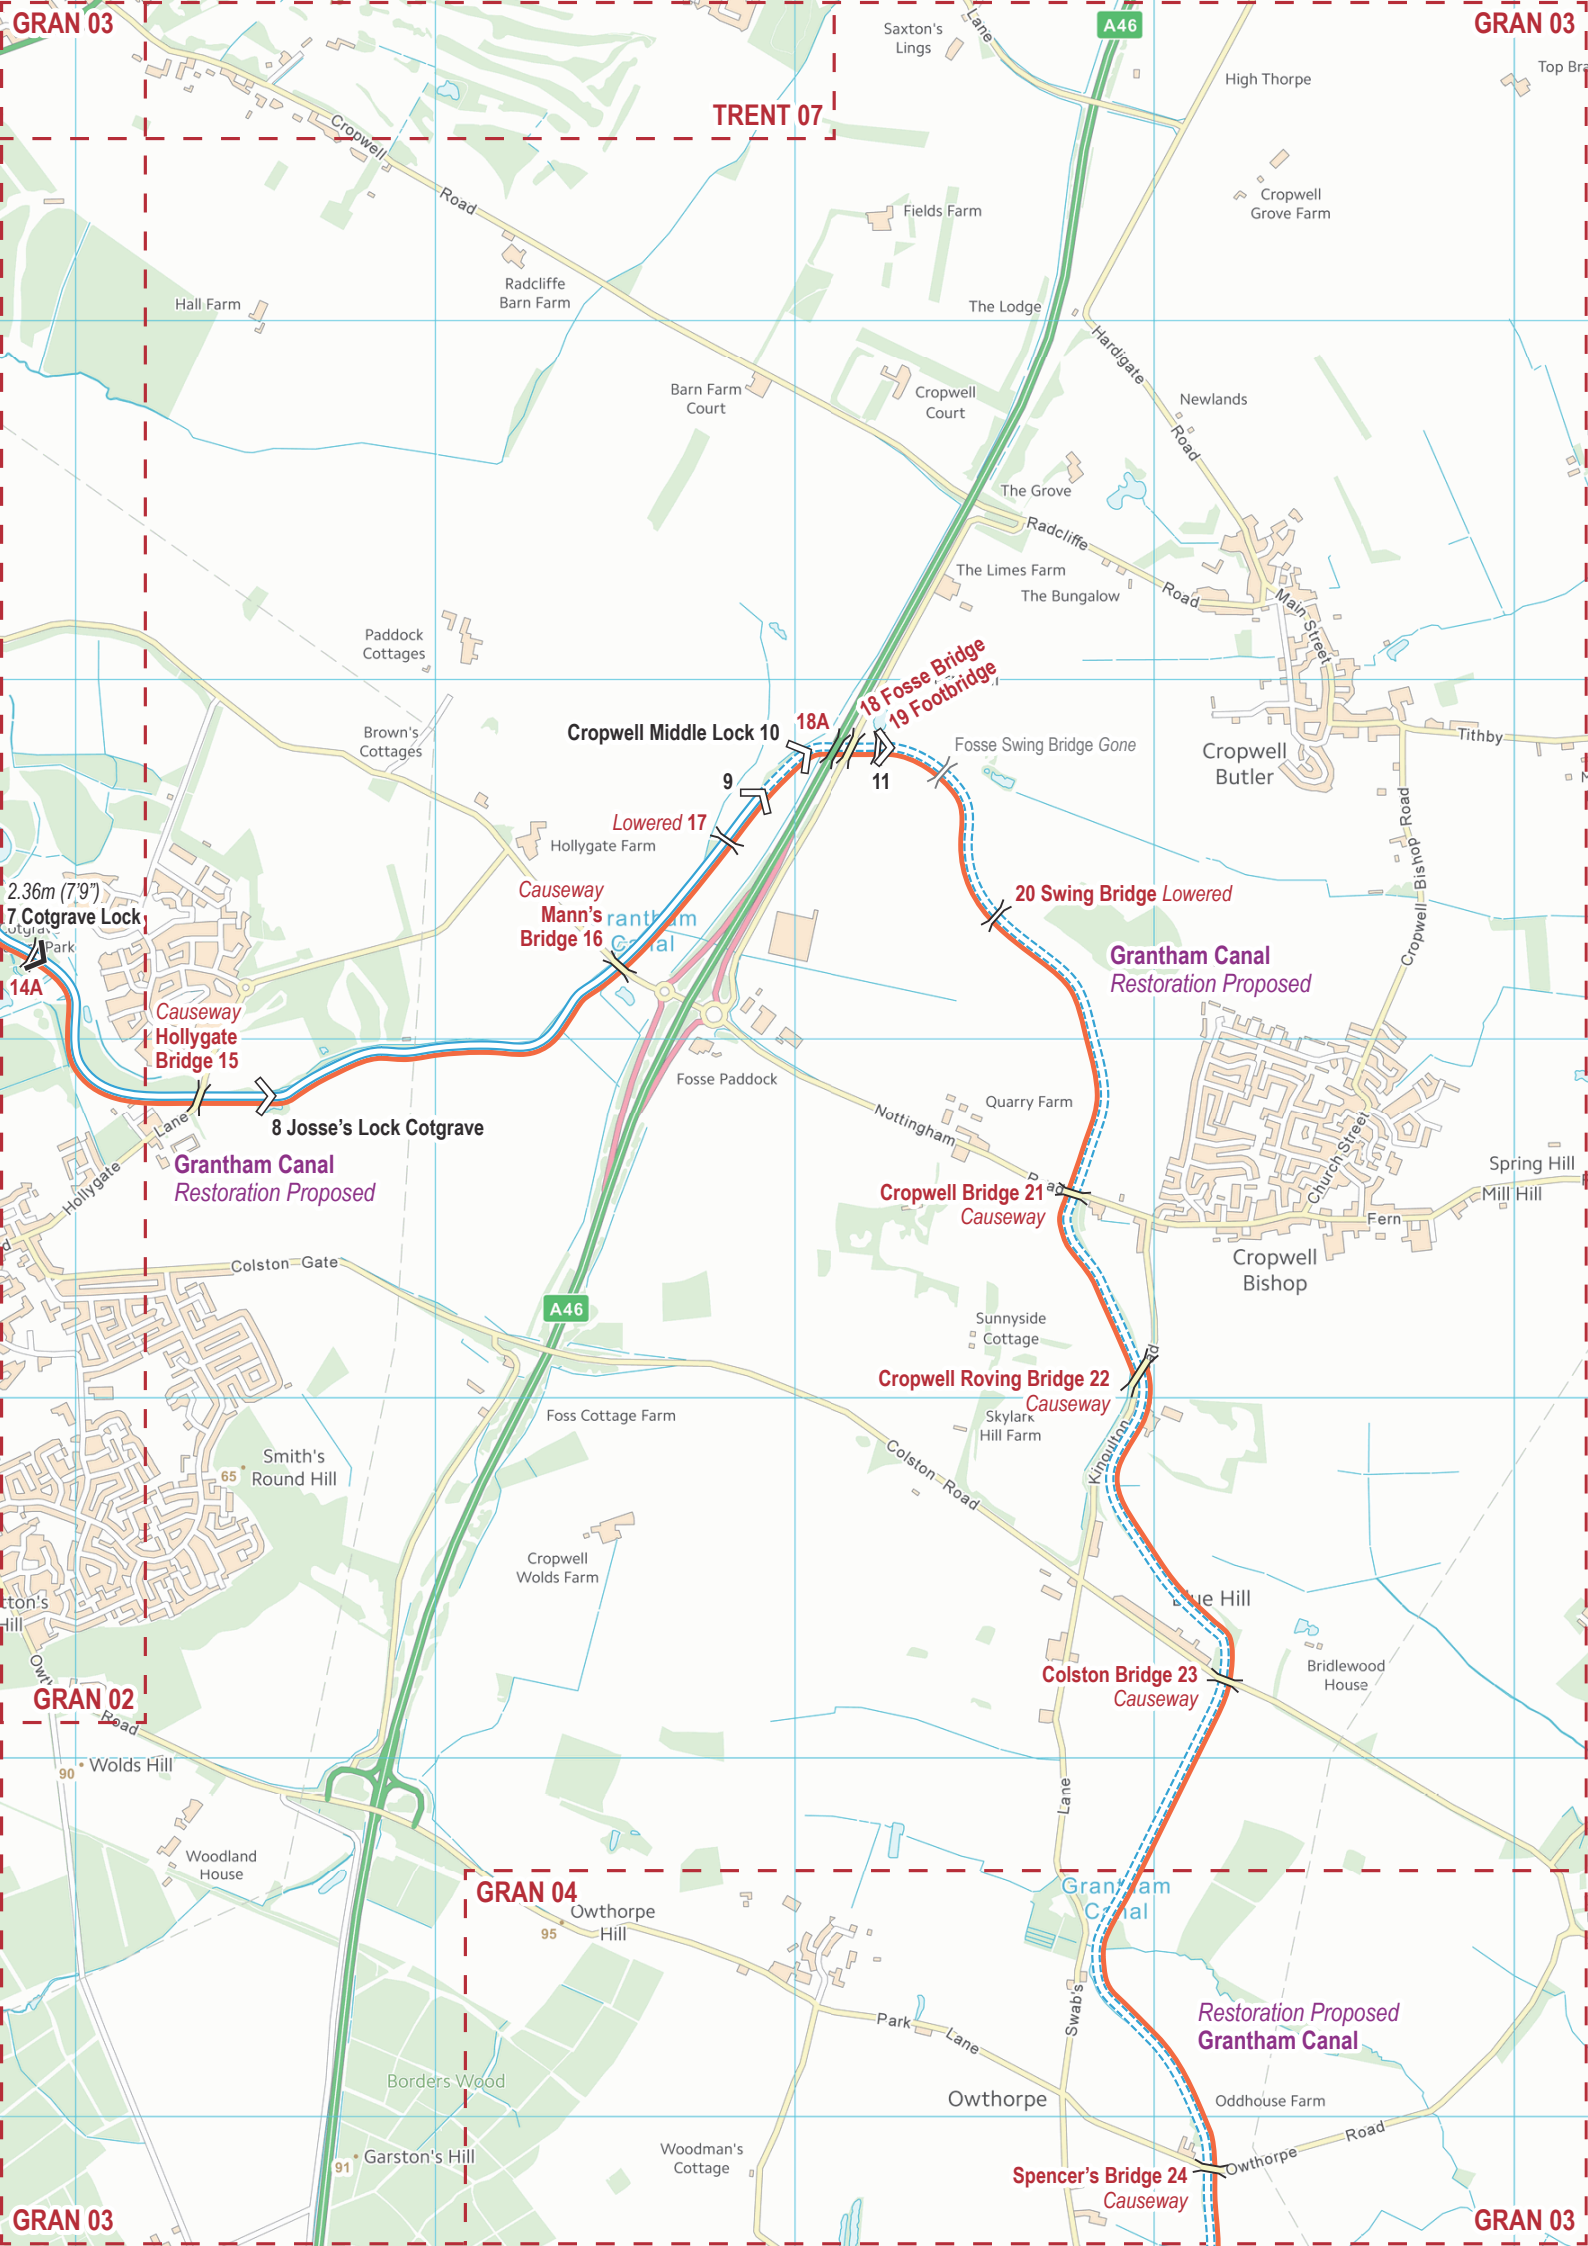 GRAN 03
GRAN 03
A46
Saxton's
Lings
Lane
High Thorpe
TRENT 07
Cropwell
Road
Fields Farm
Cropwell
Grove Farm
Radcliffe
Barn Farm
Hall Farm
The Lodge
Hardigate
Road
Barn Farm
Court
Cropwell
Court
Newlands
The Grove
Radcliffe
Road
The Limes Farm
The Bungalow
Main Street
Paddock
Cottages
18 Fosse Bridge
19 Footbridge
18A
Cropwell Middle Lock 10
Brown's
Cottages
Fosse Swing Bridge Gone
Cropwell
Butler
Tithby
9
11
Lowered 17
Hollygate Farm
Cropwell Bishop Road
2.36m (7'9")
7 Cotgrave Lock
Park
14A
Causeway
Mann's
Bridge 16
Canal
20 Swing Bridge Lowered
Grantham Canal
Restoration Proposed
Causeway
Hollygate
Bridge 15
Fosse Paddock
Quarry Farm
Nottingham
8 Josse's Lock Cotgrave
Hollygate
Lane
Grantham Canal
Restoration Proposed
Cropwell Bridge 21
Causeway
Church Street
Spring Hill
Mill Hill
Fern
Cropwell
Bishop
Colston Gate
A46
Sunnyside
Cottage
Cropwell Roving Bridge 22
Causeway
Foss Cottage Farm
Skylark
Hill Farm
Kinoulton
Smith's
Round Hill
65
Colston Road
Cropwell
Wolds Farm
Bridlewood
House
Colston Bridge 23
Causeway
GRAN 02
Road
90
Wolds Hill
Lane
Woodland
House
GRAN 04
Owthorpe
Hill
95
Swab's
Park
Lane
Restoration Proposed
Grantham Canal
Borders Wood
Owthorpe
Oddhouse Farm
91
Garston's Hill
Woodman's
Cottage
Owthorpe
Road
Spencer's Bridge 24
Causeway
GRAN 03
GRAN 03